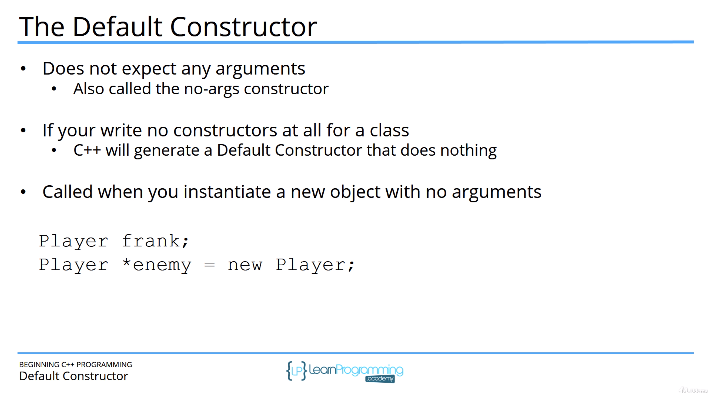 The Default Constructor
• Does not expect any arguments
• Also called the no-args constructor
• If your write no constructors at all for a class
• C++ will generate a Default Constructor that does nothing
• Called when you instantiate a new object with no arguments
Player frank;
Player *enemy = new Player;
BEGINNING C++ PROGRAMMING
Default Constructor
{LP} LearnProgramming
academy